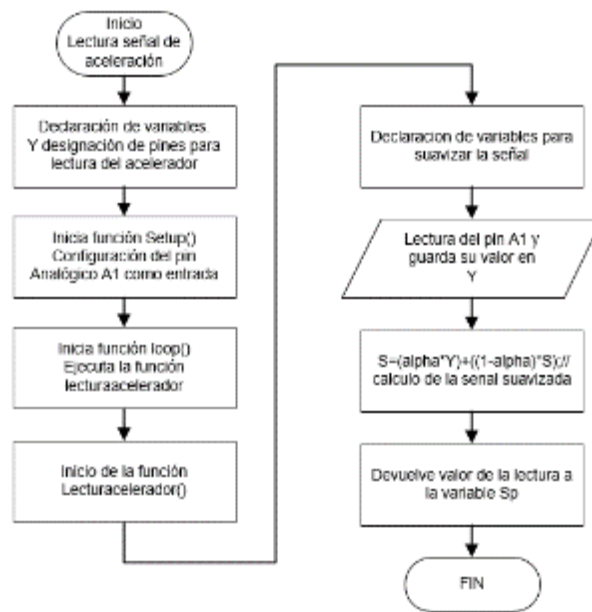 Inicio
Lectura señal de
aceleración
Declaración de variables
Y designación de pines para
lectura del acelerador
Inicia función Setup()
Configuración del pin
Analógico A1 como entrada
Inicia función loop()
Ejecuta la función
lecturaacelerador
Inicio de la función
Lecturacelerador()
Declaracion de variables para
suavizar la señal
Lectura del pin A1 y
guarda su valor en
Y
S=(alpha*Y)+((1-alpha)*S);//
calculo de la senal suavizada
Devuelve valor de la lectura a
la variable Sp
FIN